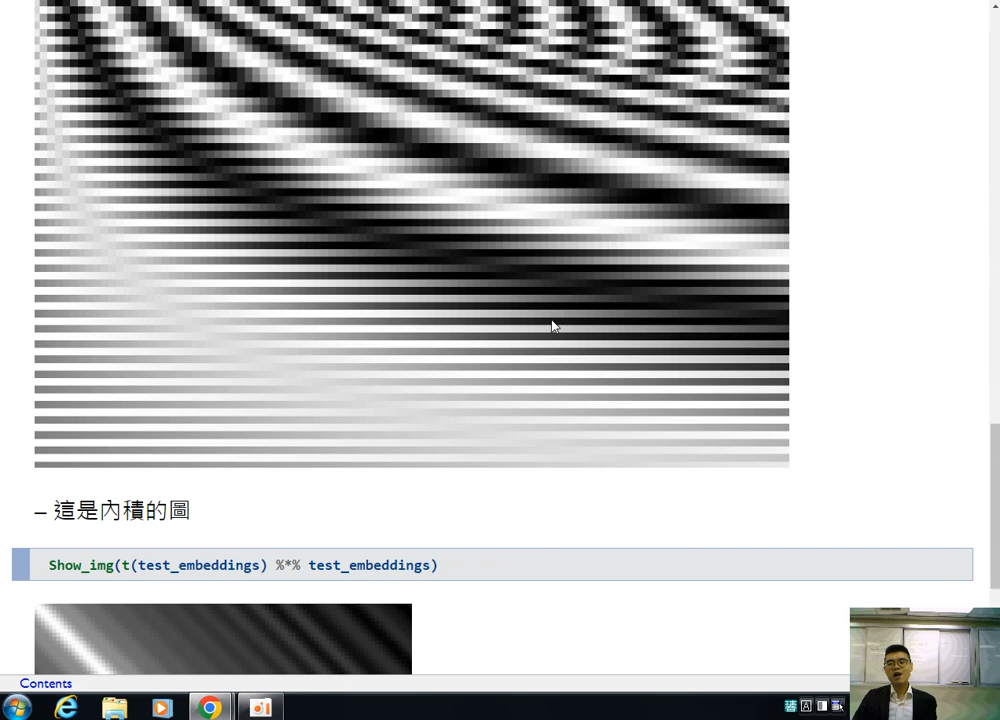 – 這是內積的圖
Show_img(t(test_embeddings) %*% test_embeddings)
Contents